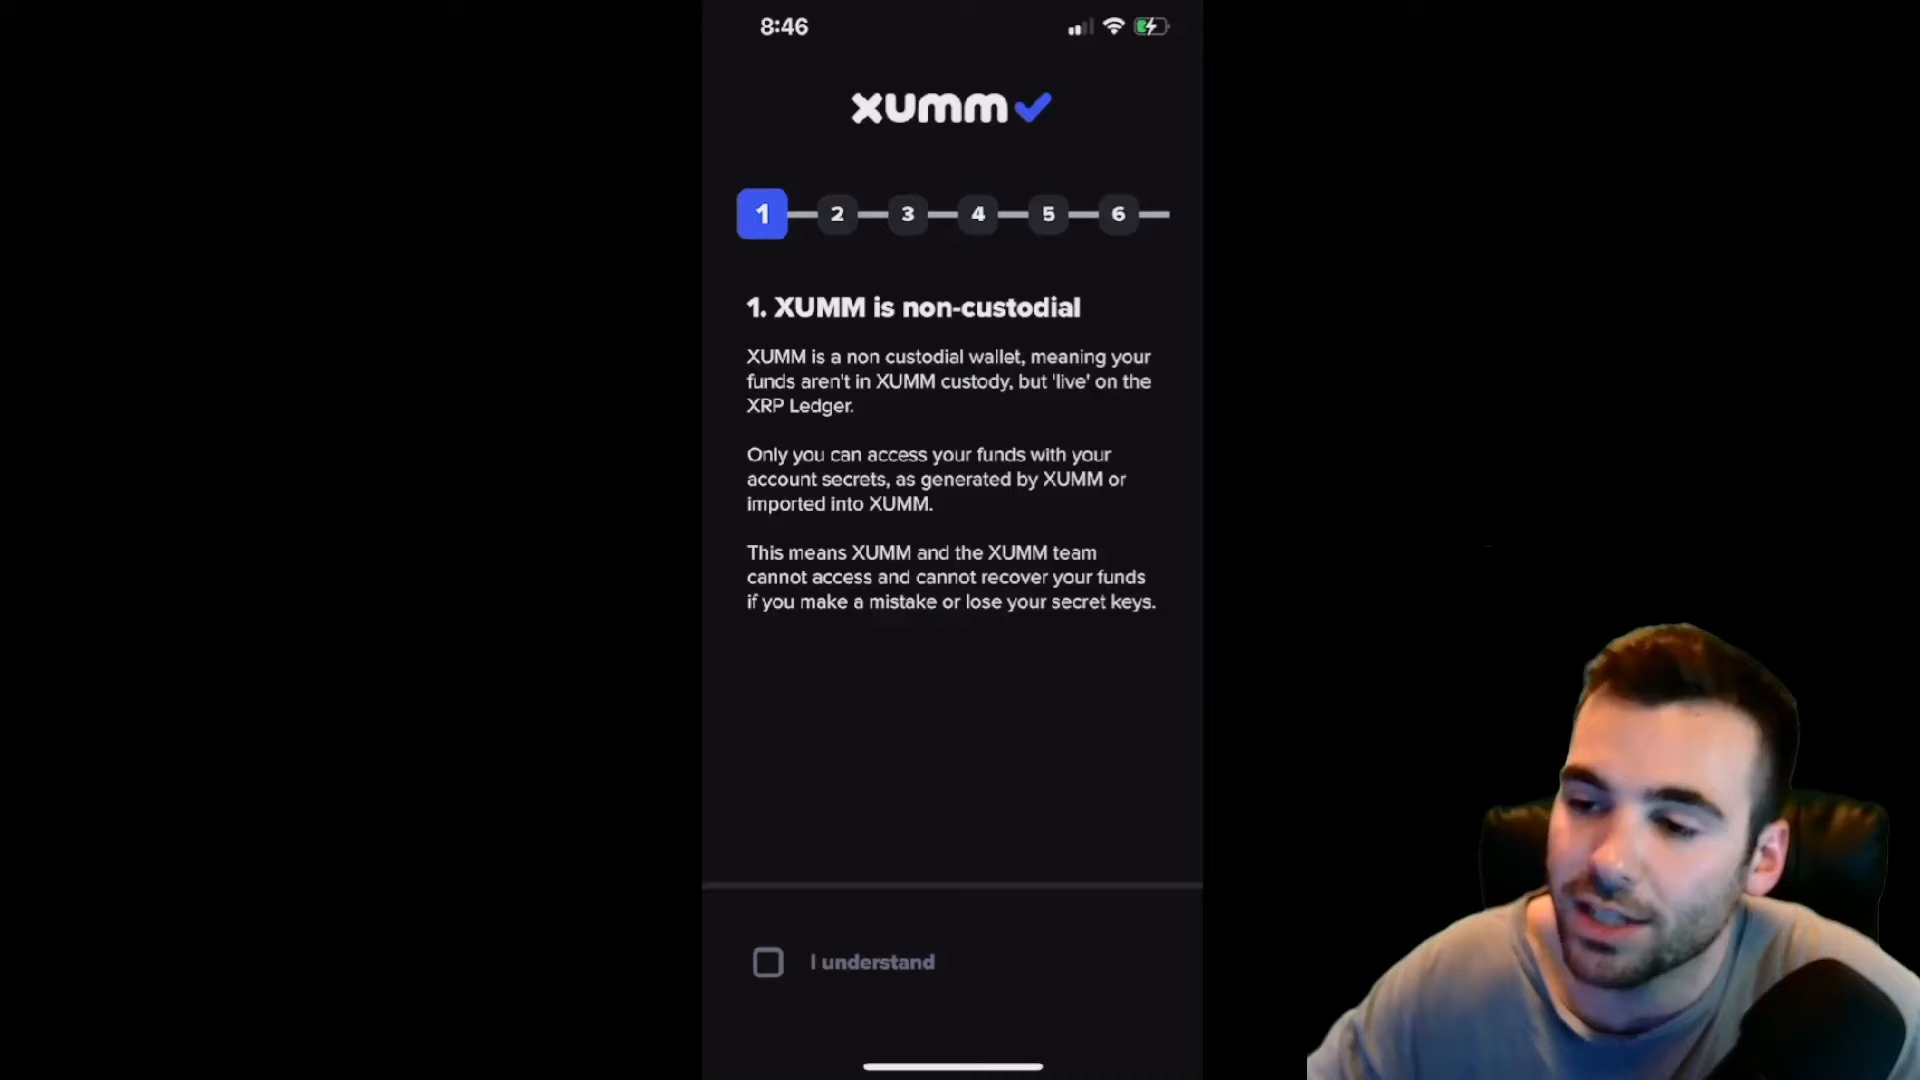 8:46
xumm
1 2 3 4 5 6
1. XUMM is non-custodial
XUMM is a non custodial wallet, meaning your
funds aren't in XUMM custody, but 'live' on the
XRP Ledger.
Only you can access your funds with your
account secrets, as generated by XUMM or
imported into XUMM.
This means XUMM and the XUMM team
cannot access and cannot recover your funds
if you make a mistake or lose your secret keys.
I understand